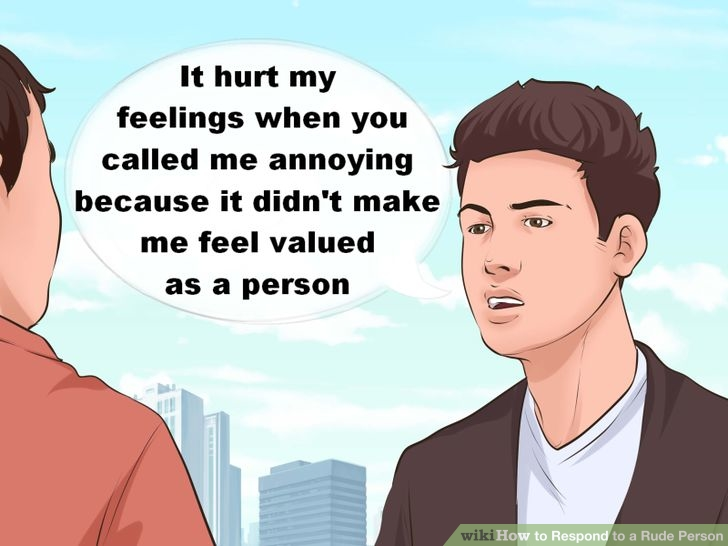 It hurt my
feelings when you
called me annoying
because it didn't make
me feel valued
as a person
wikiHow to Respond to a Rude Person